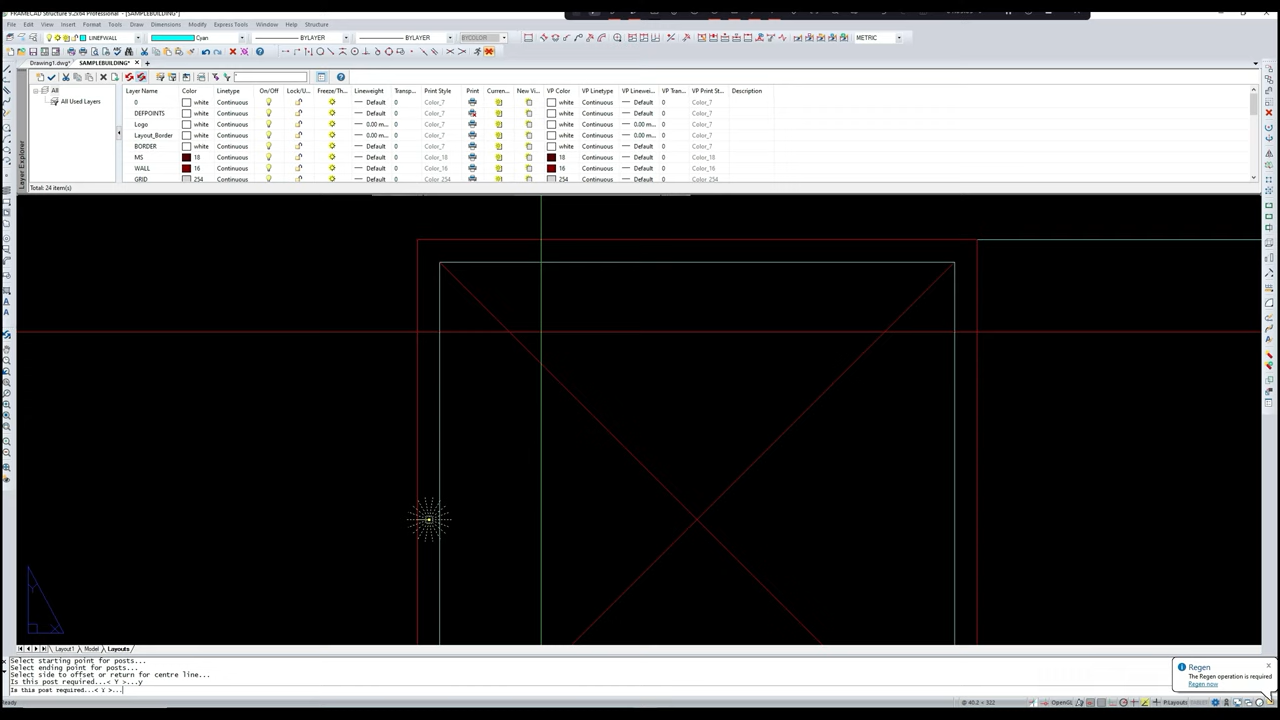 FRAMECAD Structure 9.2x64 Professional - [SAMPLEBUILDING*]
File Edit View Insert Format Tools Draw Dimensions Modify Express Tools Window Help Structure
LINEFWALL Cyan BYLAYER BYLAYER BYCOLOR METRIC
Drawing1.dwg* SAMPLEBUILDING*
All
All Used Layers
Layer Name Color Linetype On/Off Lock/U... Freeze/Th... Lineweight Transp... Print Style Print Curren... New Vi... VP Color VP Linetype VP Linewei... VP Tran... VP Print St... Description
0 white Continuous Default 0 Color_7 white Continuous Default 0 Color_7
DEFPOINTS white Continuous Default 0 Color_7 white Continuous Default 0 Color_7
Logo white Continuous 0.00 m... 0 Color_7 white Continuous 0.00 m... 0 Color_7
Layout_Border white Continuous 0.00 m... 0 Color_7 white Continuous 0.00 m... 0 Color_7
BORDER white Continuous Default 0 Color_7 white Continuous Default 0 Color_7
MS 18 Continuous Default 0 Color_18 18 Continuous Default 0 Color_18
WALL 16 Continuous Default 0 Color_16 16 Continuous Default 0 Color_16
GRID 254 Continuous Default 0 Color_254 254 Continuous Default 0 Color_254
Layer Explorer
Total: 24 item(s)
Layout1 Model Layouts
Select starting point for posts...
Select ending point for posts...
Select side to offset or return for centre line...
Is this post required...< Y >...y
Is this post required...< Y >...
Regen
The Regen operation is required
Regen now
Ready
@ 40.2 < 322
OpenGL
P:Layouts